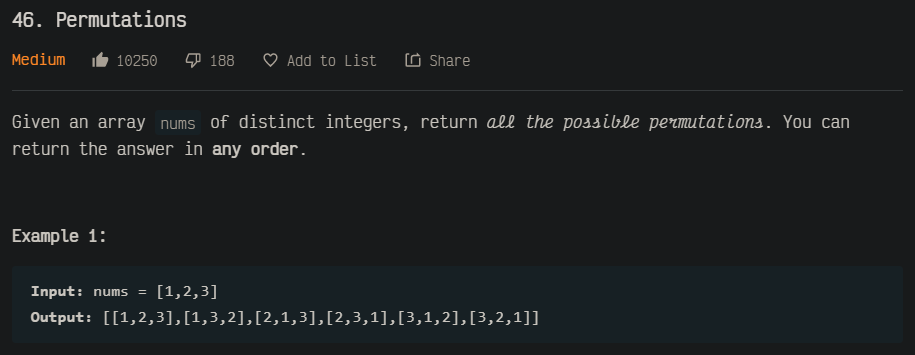 46. Permutations
Medium 10250 188 Add to List Share
Given an array nums of distinct integers, return all the possible permutations. You can
return the answer in any order.
Example 1:
Input: nums = [1,2,3]
Output: [[1,2,3],[1,3,2],[2,1,3],[2,3,1],[3,1,2],[3,2,1]]